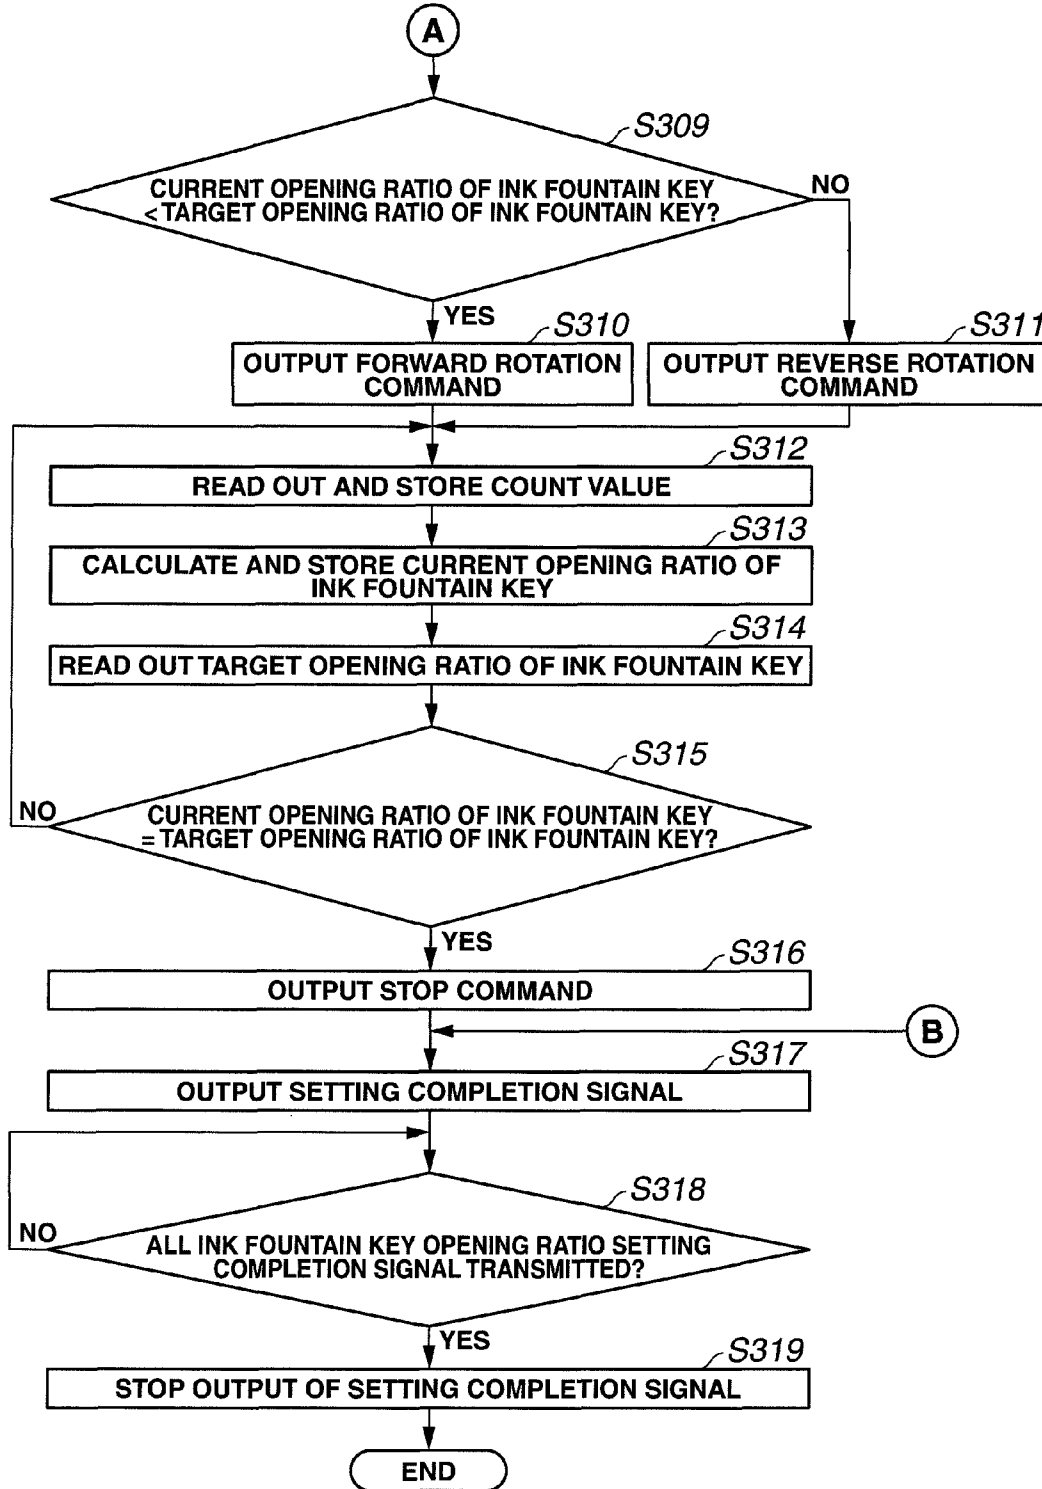 A
S309
CURRENT OPENING RATIO OF INK FOUNTAIN KEY
< TARGET OPENING RATIO OF INK FOUNTAIN KEY?
NO
YES
S310
S311
OUTPUT FORWARD ROTATION
COMMAND
OUTPUT REVERSE ROTATION
COMMAND
S312
READ OUT AND STORE COUNT VALUE
S313
CALCULATE AND STORE CURRENT OPENING RATIO OF
INK FOUNTAIN KEY
S314
READ OUT TARGET OPENING RATIO OF INK FOUNTAIN KEY
S315
NO
CURRENT OPENING RATIO OF INK FOUNTAIN KEY
= TARGET OPENING RATIO OF INK FOUNTAIN KEY?
YES
S316
OUTPUT STOP COMMAND
B
S317
OUTPUT SETTING COMPLETION SIGNAL
S318
NO
ALL INK FOUNTAIN KEY OPENING RATIO SETTING
COMPLETION SIGNAL TRANSMITTED?
YES
S319
STOP OUTPUT OF SETTING COMPLETION SIGNAL
END